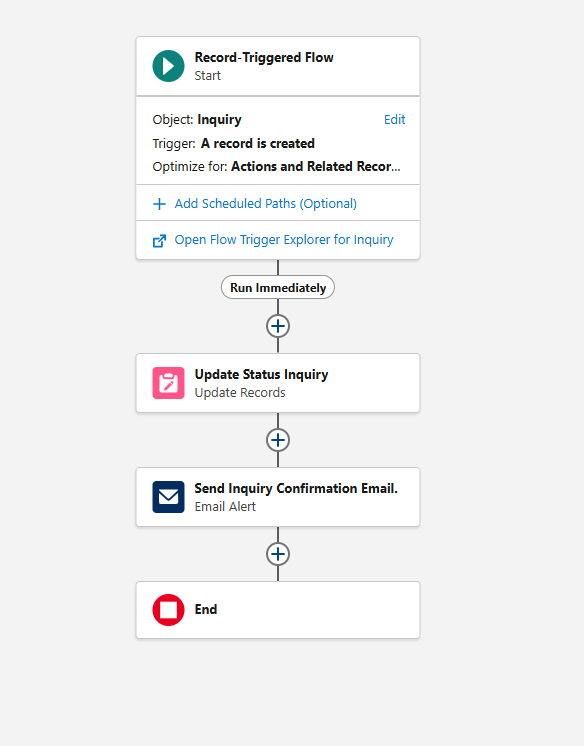 Record-Triggered Flow
Start
Object: Inquiry
Edit
Trigger: A record is created
Optimize for: Actions and Related Recor...
Add Scheduled Paths (Optional)
Open Flow Trigger Explorer for Inquiry
Run Immediately
Update Status Inquiry
Update Records
Send Inquiry Confirmation Email.
Email Alert
End